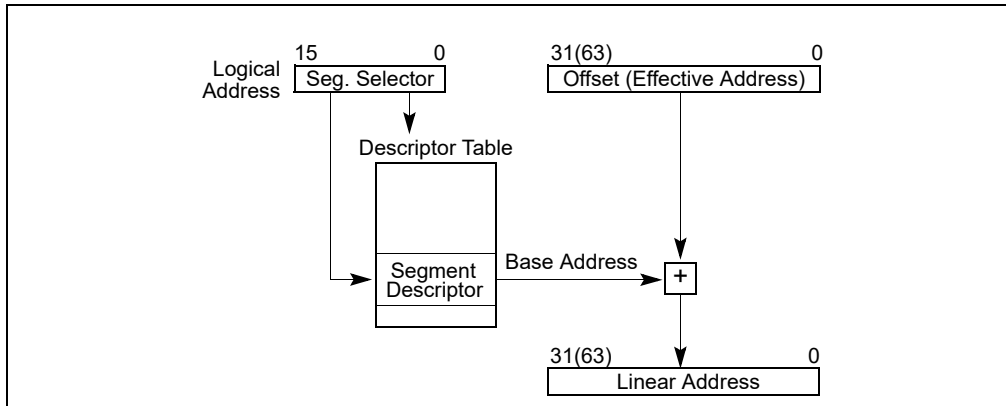 15 0
31(63) 0
Logical
Address
Seg. Selector
Offset (Effective Address)
Descriptor Table
Segment
Descriptor
Base Address
+
31(63) 0
Linear Address